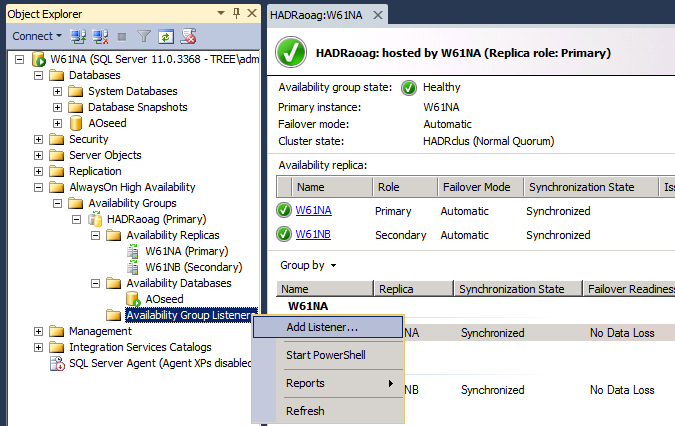 Object Explorer
Connect
W61NA (SQL Server 11.0.3368 - TREE\adm
Databases
System Databases
Database Snapshots
AOseed
Security
Server Objects
Replication
AlwaysOn High Availability
Availability Groups
HADRaoag (Primary)
Availability Replicas
W61NA (Primary)
W61NB (Secondary)
Availability Databases
AOseed
Availability Group Listener
Management
Integration Services Catalogs
SQL Server Agent (Agent XPs disabled
Add Listener...
Start PowerShell
Reports
Refresh
HADRaoag:W61NA
HADRaoag: hosted by W61NA (Replica role: Primary)
Availability group state: Healthy
Primary instance: W61NA
Failover mode: Automatic
Cluster state: HADRclus (Normal Quorum)
Availability replica:
Name Role Failover Mode Synchronization State Iss
W61NA Primary Automatic Synchronized
W61NB Secondary Automatic Synchronized
Group by
Name Replica Synchronization State Failover Readiness
W61NA
NA Synchronized No Data Loss
NB Synchronized No Data Loss